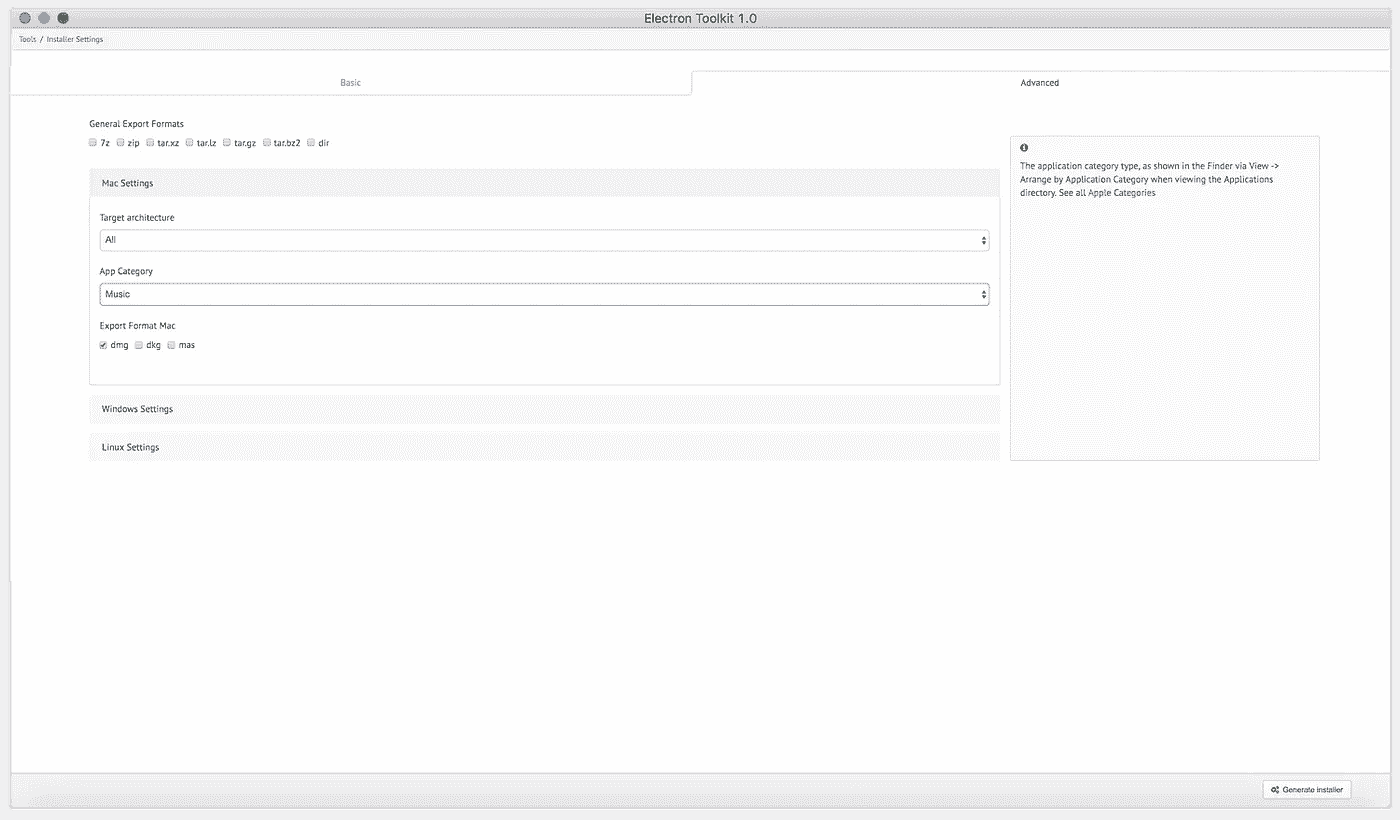 Electron Toolkit 1.0
Tools / Installer Settings
Basic
Advanced
General Export Formats
7z zip tar.xz tar.lz tar.gz tar.bz2 dir
Mac Settings
Target architecture
All
App Category
Music
Export Format Mac
dmg dkg mas
Windows Settings
Linux Settings
The application category type, as shown in the Finder via View ->
Arrange by Application Category when viewing the Applications
directory. See all Apple Categories
Generate installer